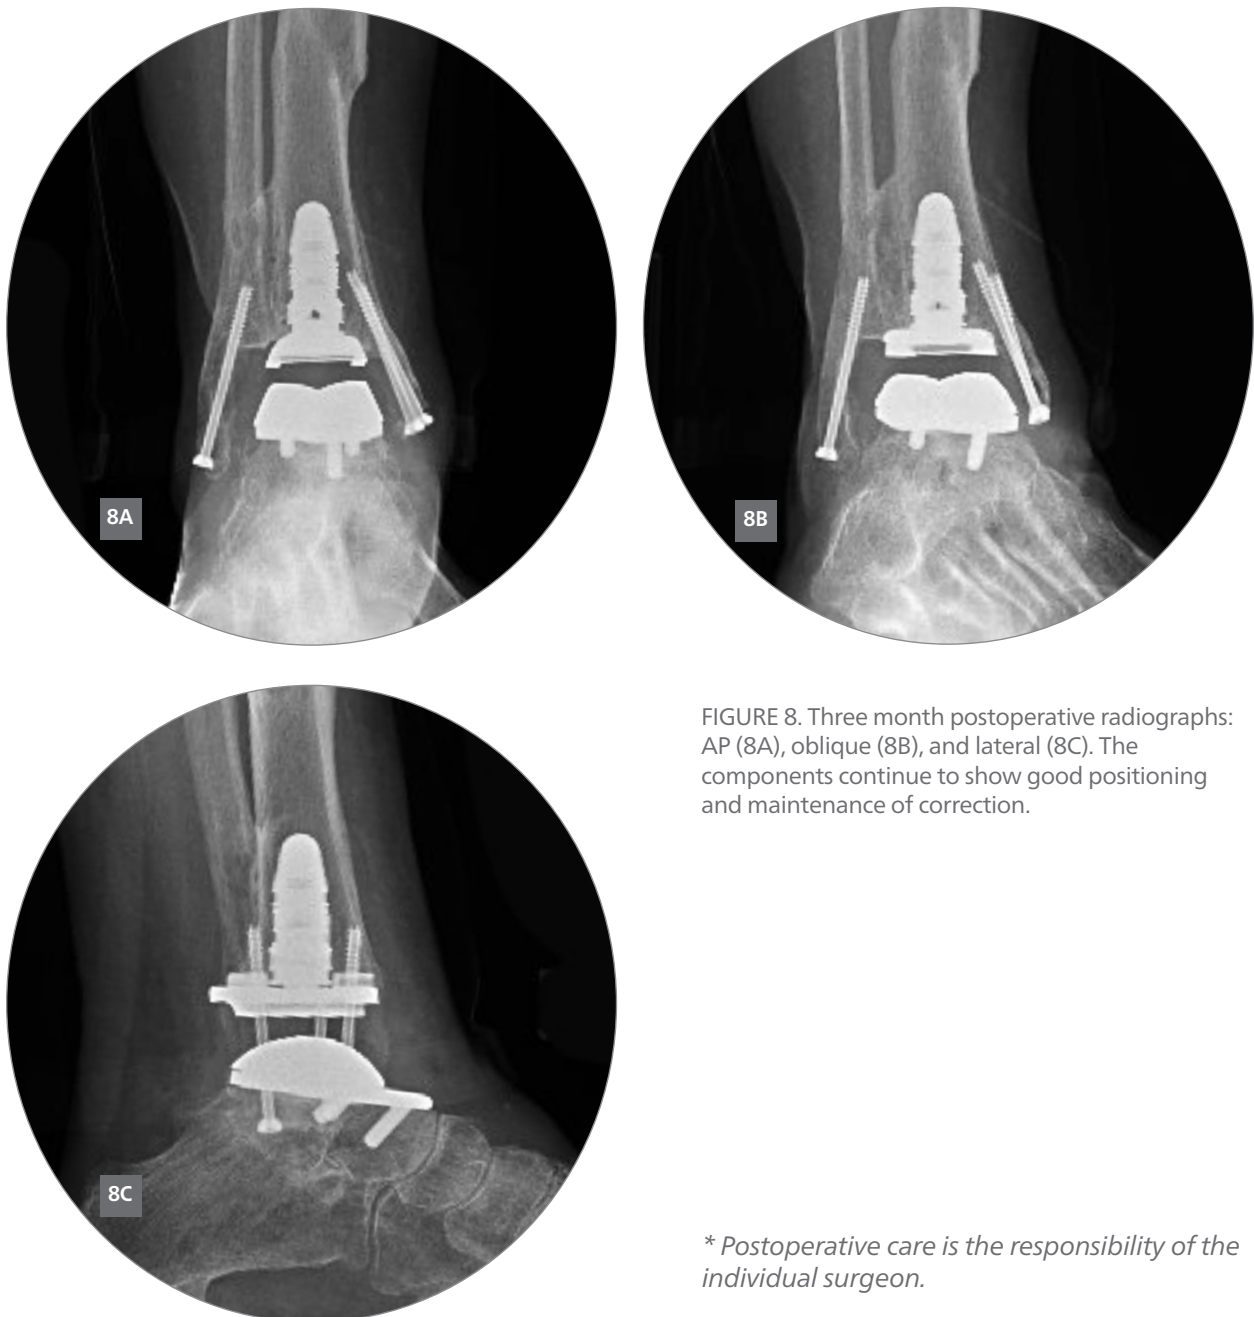 8A
8B
FIGURE 8. Three month postoperative radiographs:
AP (8A), oblique (8B), and lateral (8C). The
components continue to show good positioning
and maintenance of correction.
8C
* Postoperative care is the responsibility of the
individual surgeon.